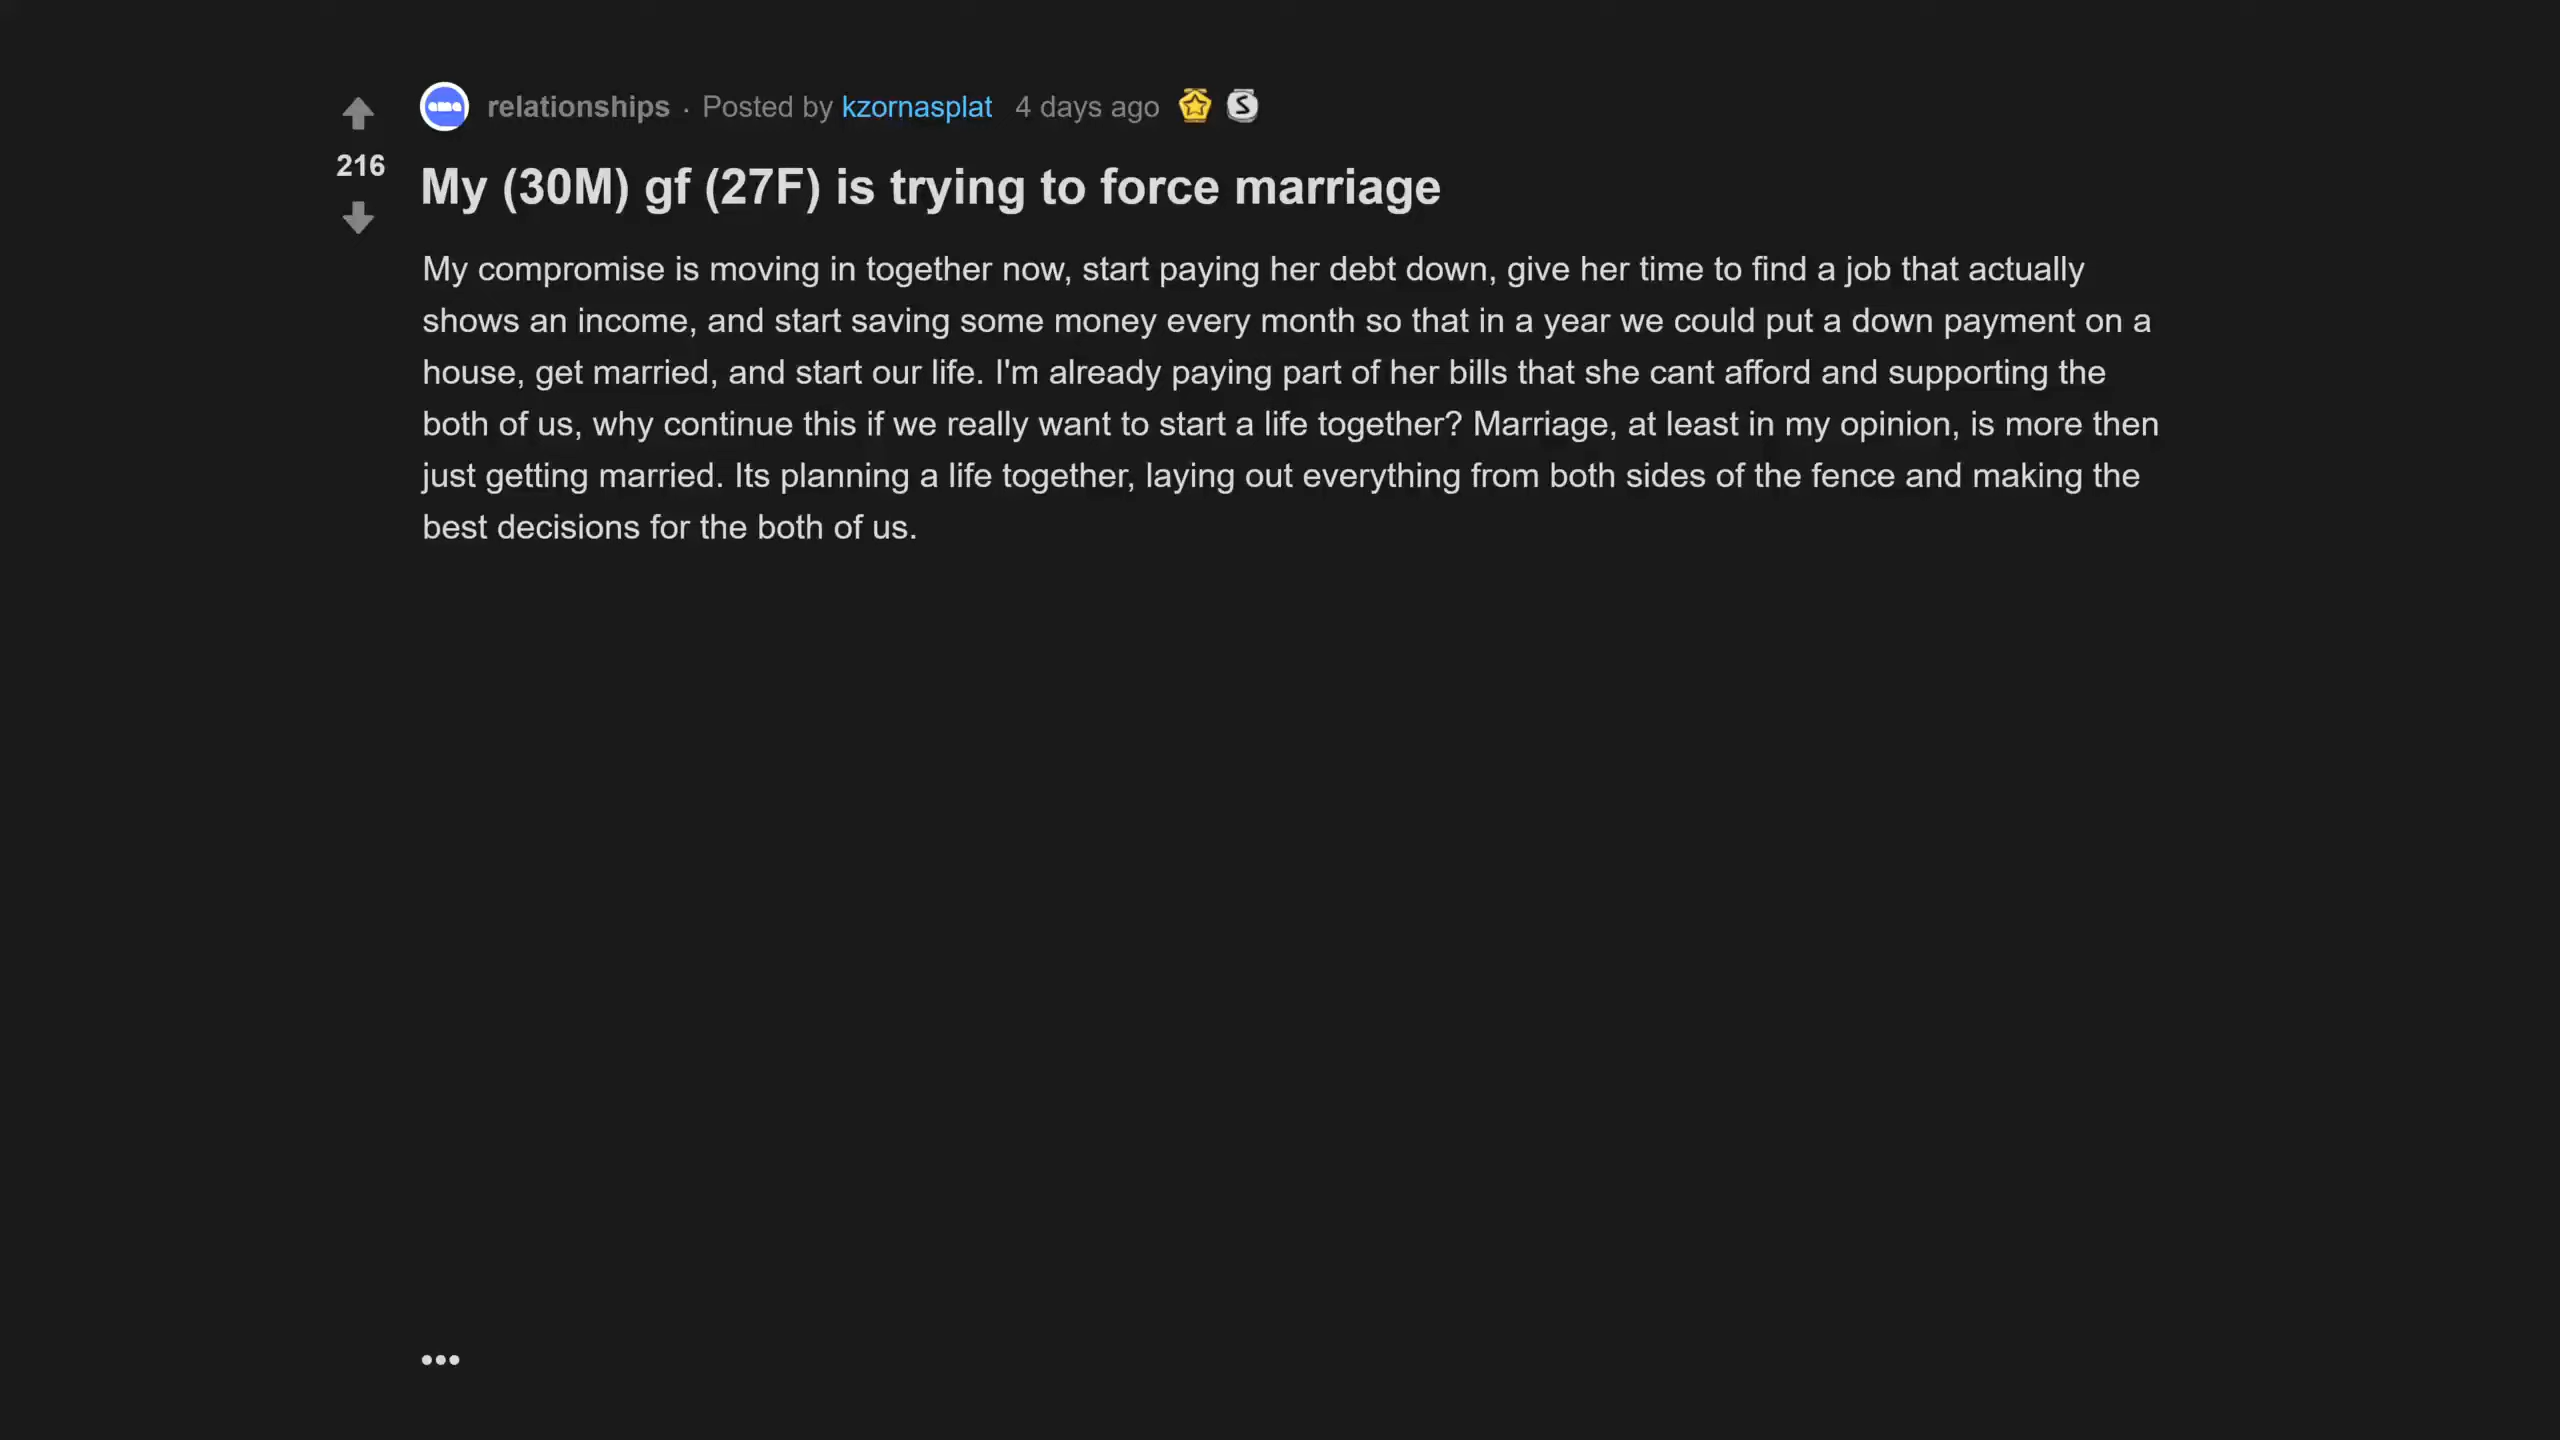 relationships · Posted by kzornasplat 4 days ago
216
My (30M) gf (27F) is trying to force marriage
My compromise is moving in together now, start paying her debt down, give her time to find a job that actually
shows an income, and start saving some money every month so that in a year we could put a down payment on a
house, get married, and start our life. I'm already paying part of her bills that she cant afford and supporting the
both of us, why continue this if we really want to start a life together? Marriage, at least in my opinion, is more then
just getting married. Its planning a life together, laying out everything from both sides of the fence and making the
best decisions for the both of us.
•••